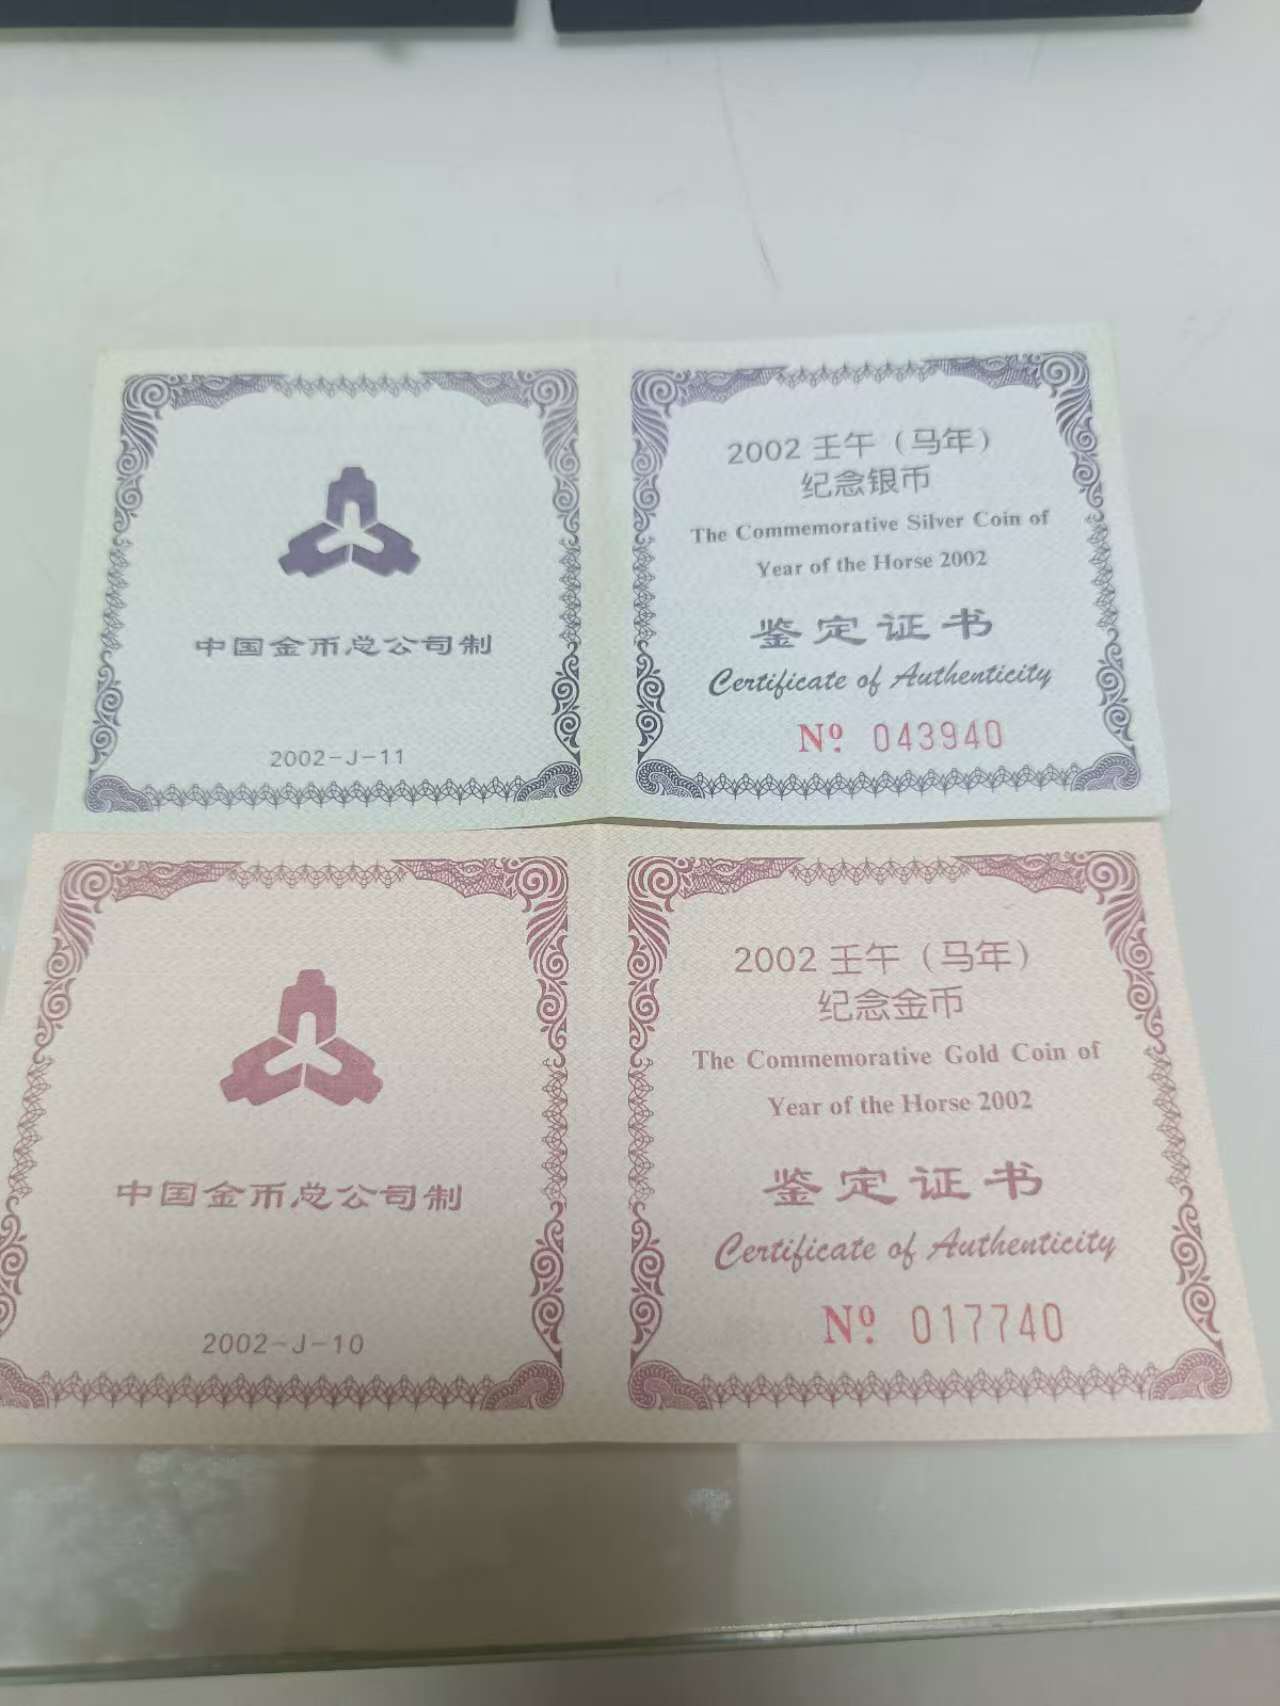 中国金币总公司制
2002-J-11
2002 壬午（马年）
纪念银币
The Commemorative Silver Coin of
Year of the Horse 2002
鉴定证书
Certificate of Authenticity
Nº 043940
中国金币总公司制
2002-J-10
2002 壬午（马年）
纪念金币
The Commemorative Gold Coin of
Year of the Horse 2002
鉴定证书
Certificate of Authenticity
Nº 017740